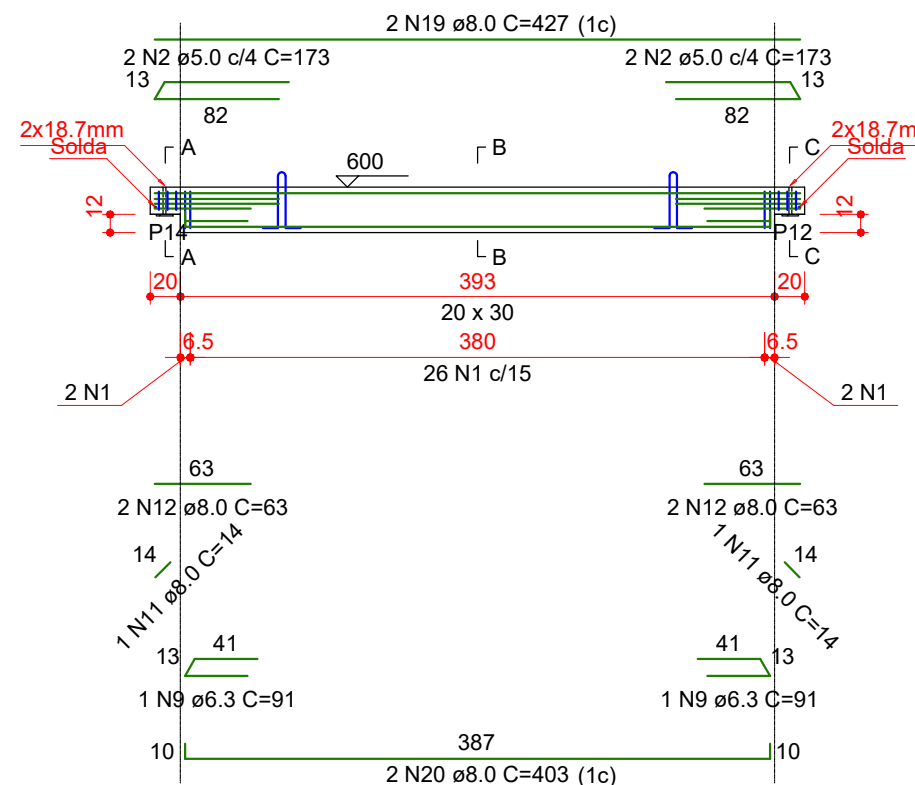 2 N19 ø8.0 C=427 (1c)
2 N2 ø5.0 c/4 C=173
2 N2 ø5.0 c/4 C=173
13
13
82
82
2x18.7mm
Solda
A
B
C
2x18.7m
Solda
600
12
12
P14
P12
A
B
C
20
393
20
20 x 30
6.5
380
6.5
26 N1 c/15
2 N1
2 N1
63
63
2 N12 ø8.0 C=63
2 N12 ø8.0 C=63
14
1 N11 ø8.0 C=14
1 N11 ø8.0 C=14
14
13
41
41
13
1 N9 ø6.3 C=91
1 N9 ø6.3 C=91
10
387
10
2 N20 ø8.0 C=403 (1c)